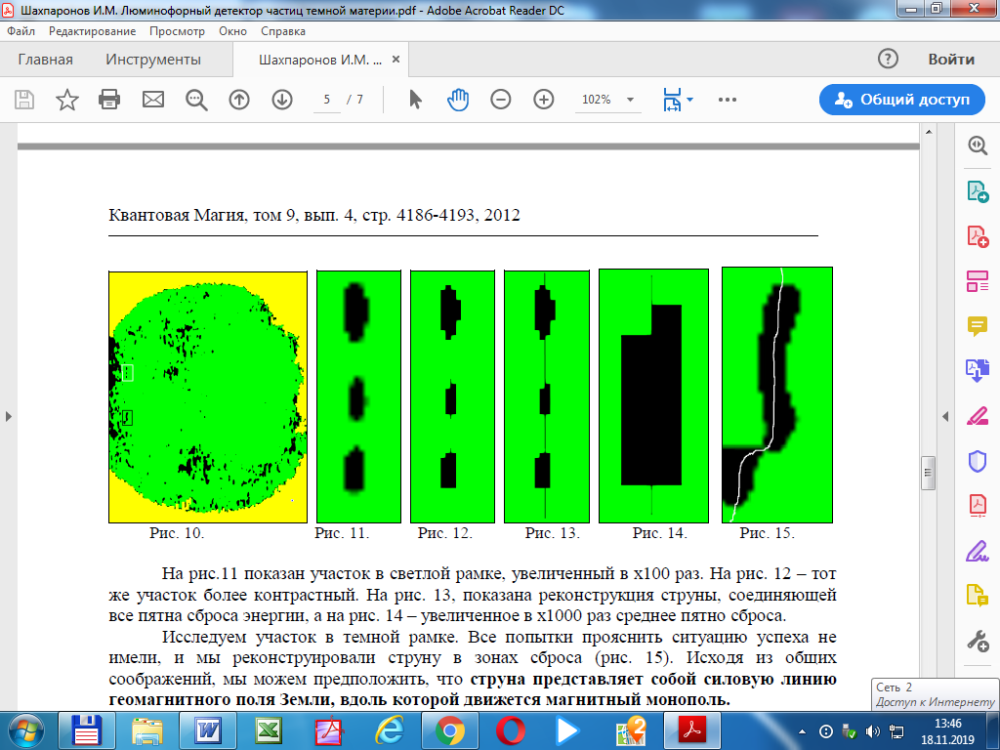 Шахпаронов И.М. Люминофорный детектор частиц темной материи.pdf - Adobe Acrobat Reader DC
Файл Редактирование Просмотр Окно Справка
Главная Инструменты Шахпаронов И.М. ... × Войти
5 / 7 102% Общий доступ
Квантовая Магия, том 9, вып. 4, стр. 4186-4193, 2012
Рис. 10. Рис. 11. Рис. 12. Рис. 13. Рис. 14. Рис. 15.
На рис.11 показан участок в светлой рамке, увеличенный в х100 раз. На рис. 12 – тот
же участок более контрастный. На рис. 13, показана реконструкция струны, соединяющей
все пятна сброса энергии, а на рис. 14 – увеличенное в х1000 раз среднее пятно сброса.
Исследуем участок в темной рамке. Все попытки прояснить ситуацию успеха не
имели, и мы реконструировали струну в зонах сброса (рис. 15). Исходя из общих
соображений, мы можем предположить, что струна представляет собой силовую линию
геомагнитного поля Земли, вдоль которой движется магнитный монополь.
Сеть 2
Доступ к Интернету
13:46
18.11.2019